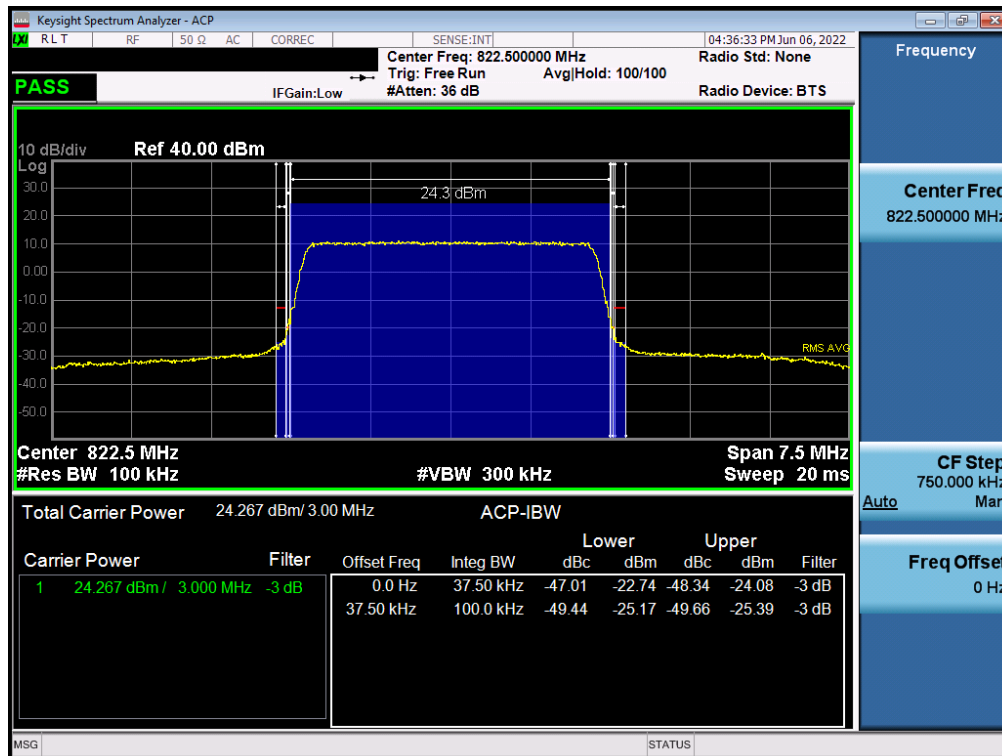 Keysight Spectrum Analyzer - ACP
LXI RLT RF 50 Ω AC CORREC SENSE:INT 04:36:33 PM Jun 06, 2022
Center Freq: 822.500000 MHz Radio Std: None
Trig: Free Run Avg|Hold: 100/100
PASS IFGain:Low #Atten: 36 dB Radio Device: BTS
10 dB/div Ref 40.00 dBm
Log
30.0
24.3 dBm
20.0
10.0
0.00
-10.0
-20.0
-30.0
RMS AVG
-40.0
-50.0
Center 822.5 MHz Span 7.5 MHz
#Res BW 100 kHz #VBW 300 kHz Sweep 20 ms
Total Carrier Power 24.267 dBm/ 3.00 MHz ACP-IBW
Lower Upper
Carrier Power Filter Offset Freq Integ BW dBc dBm dBc dBm Filter
1 24.267 dBm / 3.000 MHz -3 dB 0.0 Hz 37.50 kHz -47.01 -22.74 -48.34 -24.08 -3 dB
37.50 kHz 100.0 kHz -49.44 -25.17 -49.66 -25.39 -3 dB
MSG STATUS
Frequency
Center Freq
822.500000 MHz
CF Step
750.000 kHz
Auto Man
Freq Offset
0 Hz